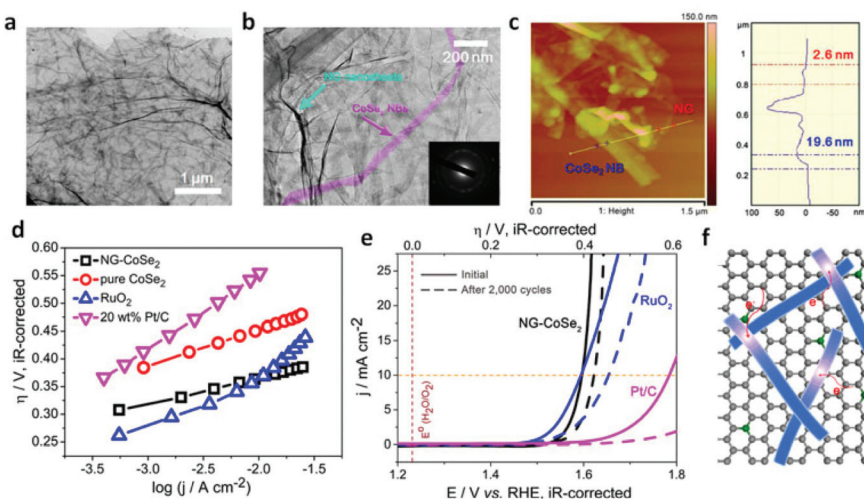 a
1 μm
b
200 nm
CoSe₂ NBs
c
150.0 nm
NG
CoSe₂ NB
0.0
1: Height
1.5 μm
μm
1
2.6 nm
0.8
0.6
0.4
19.6 nm
0.2
100 50 0 -50 nm
d
η / V, iR-corrected
0.60
0.55
0.50
0.45
0.40
0.35
0.30
0.25
NG-CoSe₂
pure CoSe₂
RuO₂
20 wt% Pt/C
-3.5 -3.0 -2.5 -2.0 -1.5
log (j / A cm⁻²)
e
η / V, iR-corrected
0.0 0.2 0.4 0.6
j / mA cm⁻²
25
20
15
10
5
0
Initial
After 2,000 cycles
RuO₂
NG-CoSe₂
Pt/C
E⁰ (H₂O/O₂)
1.2 1.4 1.6 1.8
E / V vs. RHE, iR-corrected
f
e⁻
e⁻
e⁻